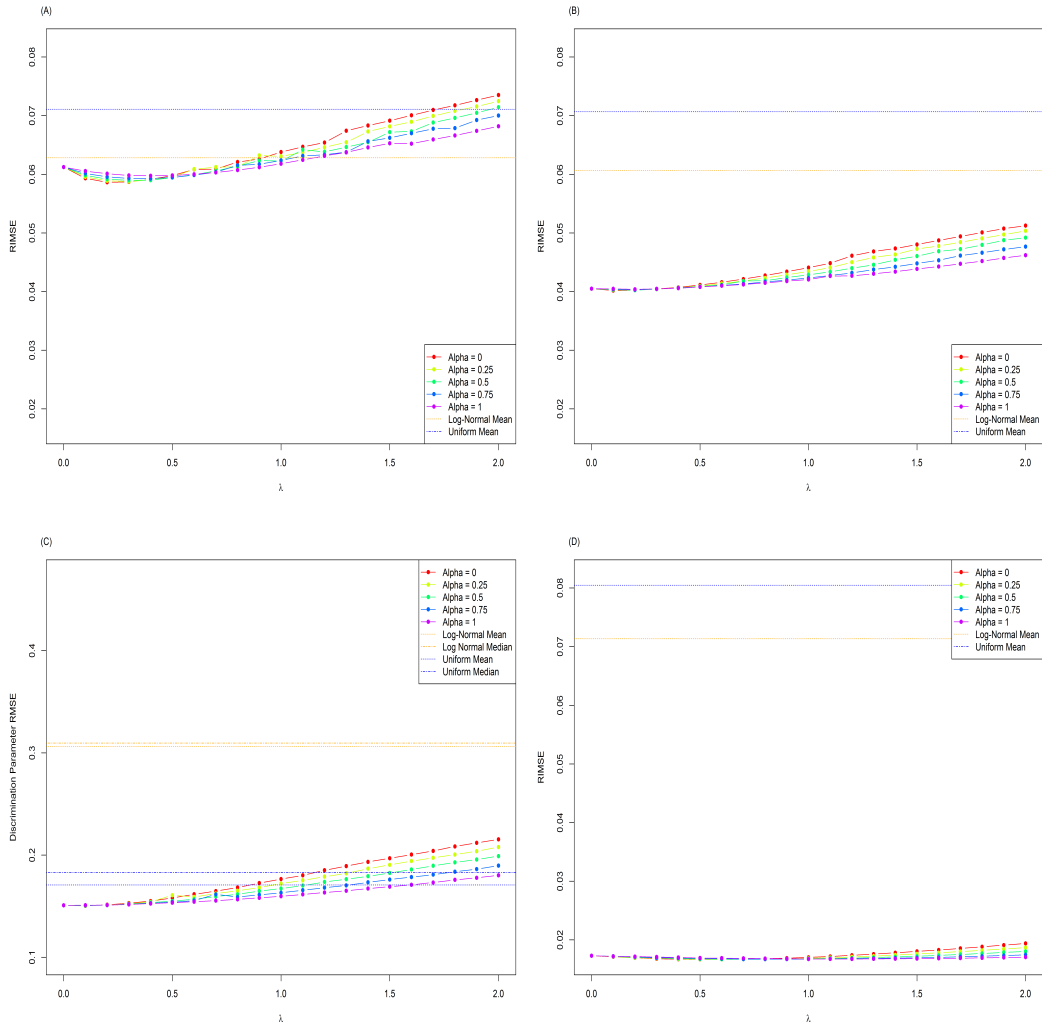 (A)
RIMSE
0.02 0.03 0.04 0.05 0.06 0.07 0.08
Alpha = 0
Alpha = 0.25
Alpha = 0.5
Alpha = 0.75
Alpha = 1
Log-Normal Mean
Uniform Mean
0.0 0.5 1.0 1.5 2.0
λ
(B)
RIMSE
0.02 0.03 0.04 0.05 0.06 0.07 0.08
Alpha = 0
Alpha = 0.25
Alpha = 0.5
Alpha = 0.75
Alpha = 1
Log-Normal Mean
Uniform Mean
0.0 0.5 1.0 1.5 2.0
λ
(C)
Discrimination Parameter RMSE
0.1 0.2 0.3 0.4
Alpha = 0
Alpha = 0.25
Alpha = 0.5
Alpha = 0.75
Alpha = 1
Log-Normal Mean
Log Normal Median
Uniform Mean
Uniform Median
0.0 0.5 1.0 1.5 2.0
λ
(D)
RIMSE
0.02 0.03 0.04 0.05 0.06 0.07 0.08
Alpha = 0
Alpha = 0.25
Alpha = 0.5
Alpha = 0.75
Alpha = 1
Log-Normal Mean
Uniform Mean
0.0 0.5 1.0 1.5 2.0
λ